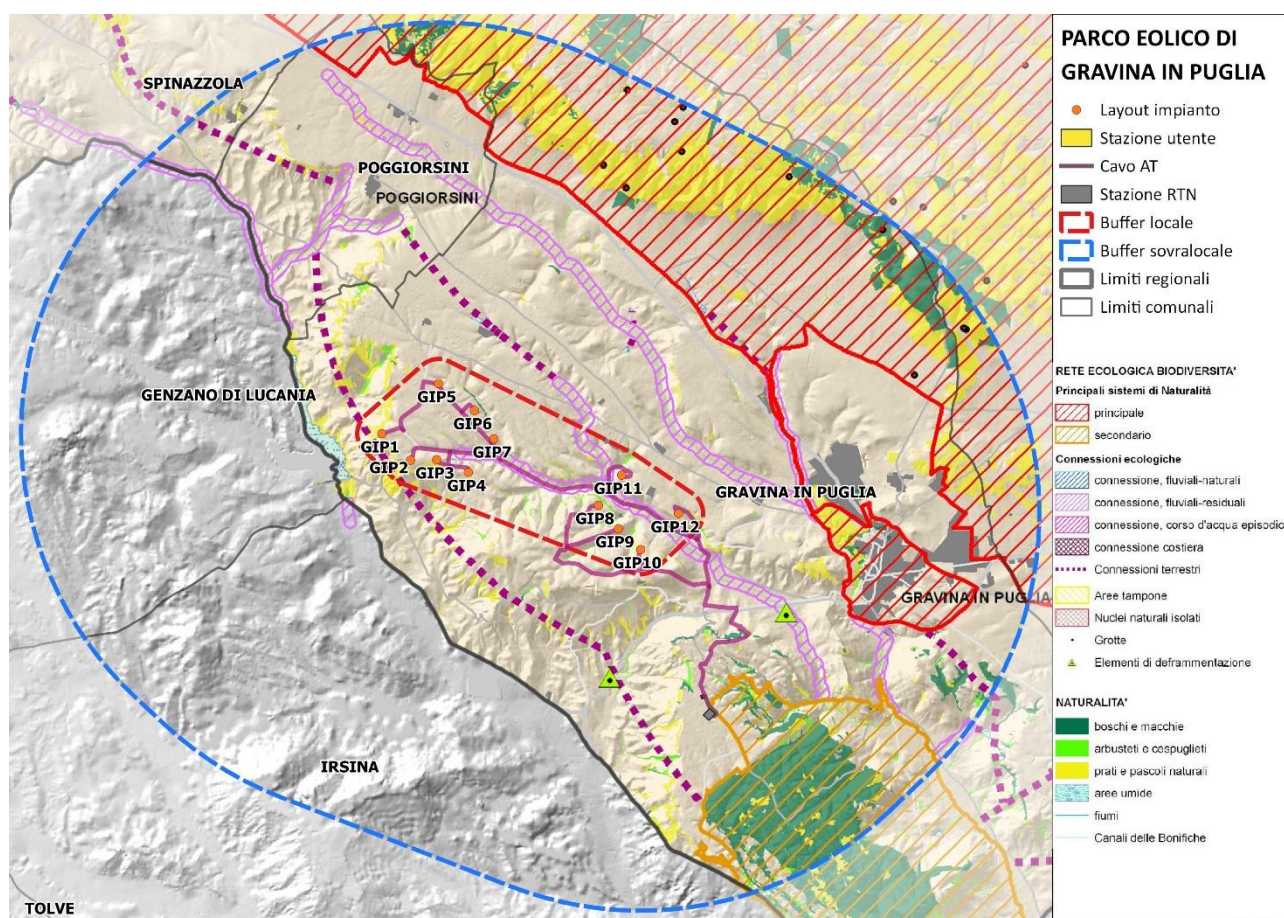 SPINAZZOLA
POGGIORSINI
POGGIORSINI
GENZANO DI LUCANIA
GIP5
GIP6
GIP1
GIP7
GIP2
GIP3
GIP4
GIP11
GRAVINA IN PUGLIA
GIP8
GIP12
GIP9
GIP10
GRAVINA IN PUGLIA
IRSINA
TOLVE
PARCO EOLICO DI
GRAVINA IN PUGLIA
Layout impianto
Stazione utente
Cavo AT
Stazione RTN
Buffer locale
Buffer sovralocale
Limiti regionali
Limiti comunali
RETE ECOLOGICA BIODIVERSITA'
Principali sistemi di Naturalità
principale
secondario
Connessioni ecologiche
connessione, fluviali-naturali
connessione, fluviali-residuali
connessione, corso d'acqua episodico
connessione costiera
Connessioni terrestri
Aree tampone
Nuclei naturali isolati
Grotte
Elementi di deframmentazione
NATURALITA'
boschi e macchie
arbusteti e cespuglieti
prati e pascoli naturali
aree umide
fiumi
Canali delle Bonifiche